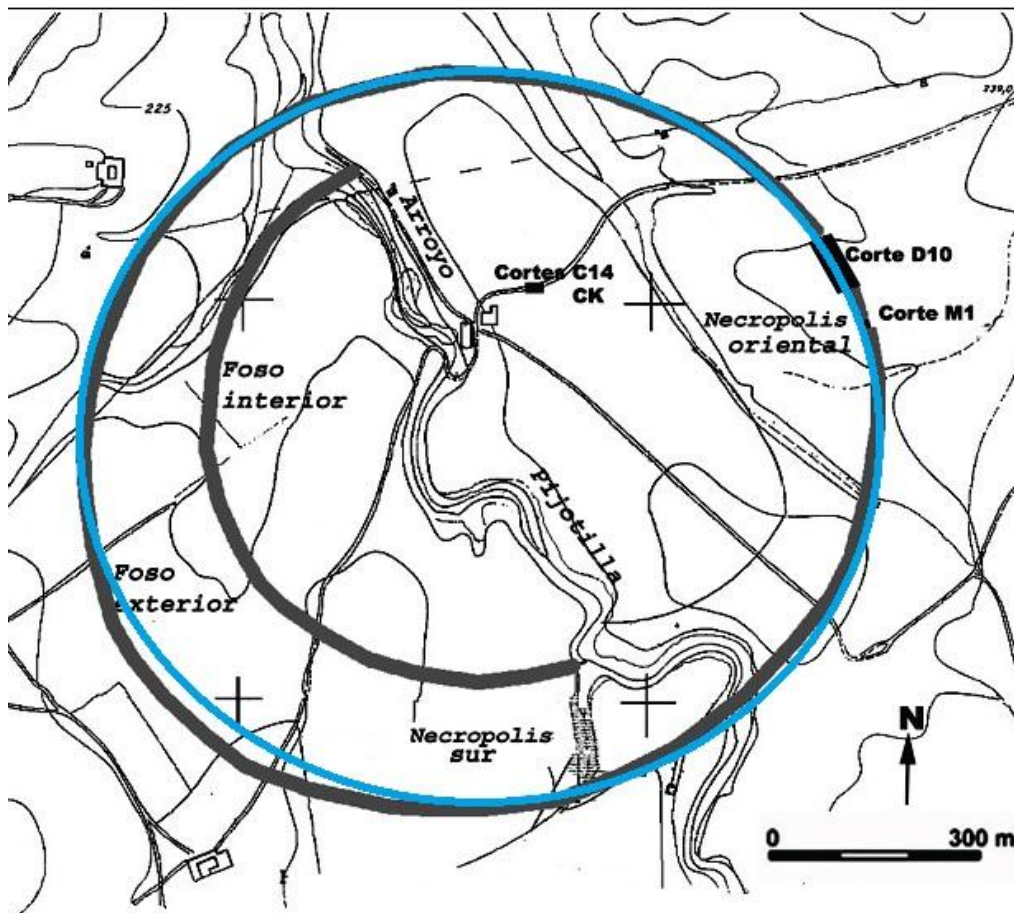 225
239,0
Arroyo
Cortes C14
CK
Corte D10
Corte M1
Necropolis
oriental
Foso
interior
Pijotilla
Foso
exterior
Necropolis
sur
N
0 300 m